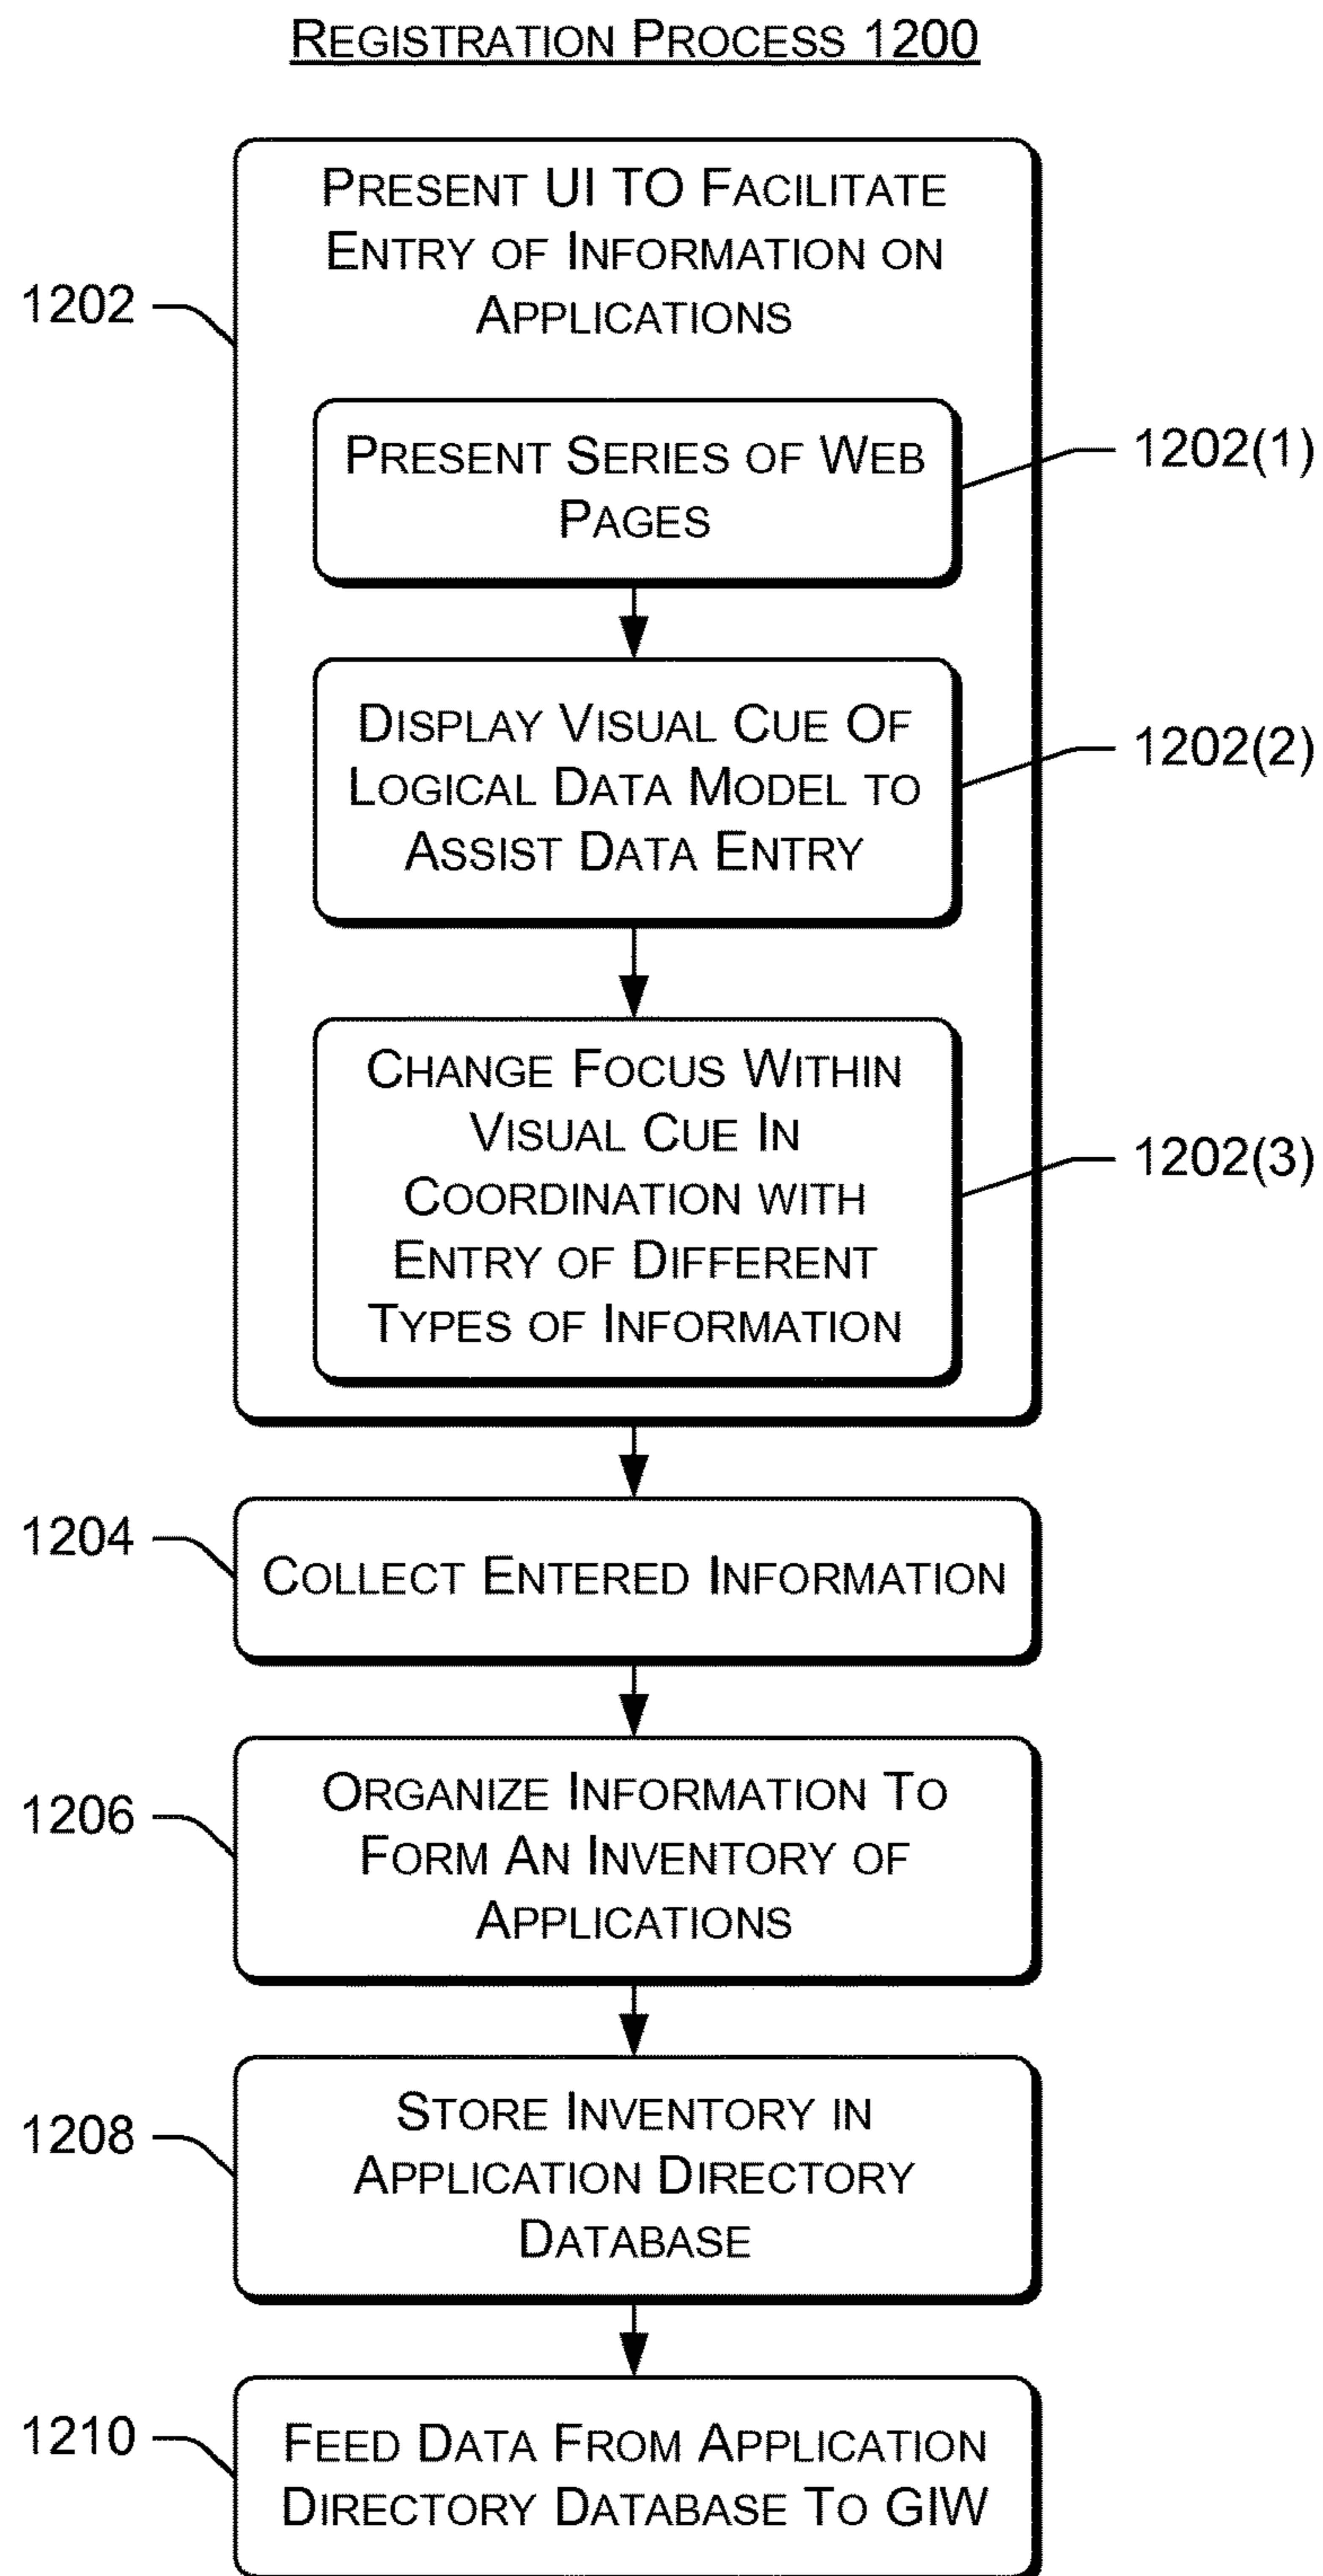 REGISTRATION PROCESS 1200
PRESENT UI TO FACILITATE
ENTRY OF INFORMATION ON
APPLICATIONS
1202
PRESENT SERIES OF WEB
PAGES
1202(1)
DISPLAY VISUAL CUE OF
LOGICAL DATA MODEL TO
ASSIST DATA ENTRY
1202(2)
CHANGE FOCUS WITHIN
VISUAL CUE IN
COORDINATION WITH
ENTRY OF DIFFERENT
TYPES OF INFORMATION
1202(3)
1204
COLLECT ENTERED INFORMATION
1206
ORGANIZE INFORMATION TO
FORM AN INVENTORY OF
APPLICATIONS
1208
STORE INVENTORY IN
APPLICATION DIRECTORY
DATABASE
1210
FEED DATA FROM APPLICATION
DIRECTORY DATABASE TO GIW